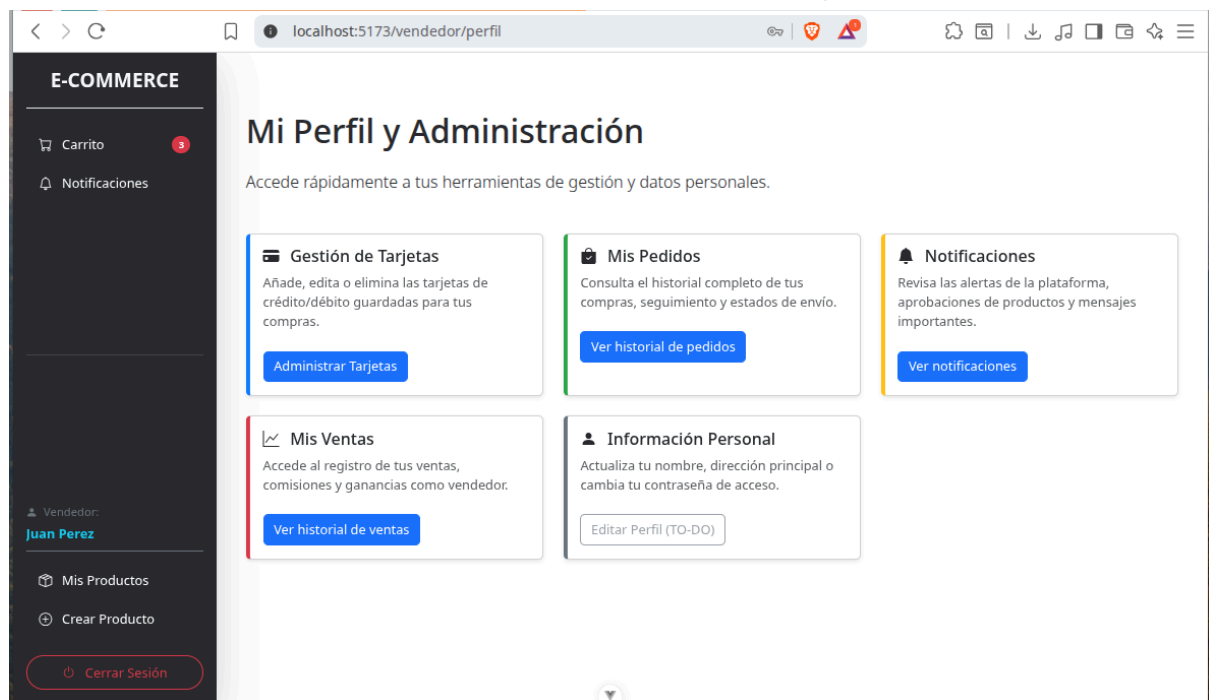 localhost:5173/vendedor/perfil
E-COMMERCE
Carrito 3
Notificaciones
Vendedor:
Juan Perez
Mis Productos
Crear Producto
Cerrar Sesión
Mi Perfil y Administración
Accede rápidamente a tus herramientas de gestión y datos personales.
Gestión de Tarjetas
Añade, edita o elimina las tarjetas de
crédito/débito guardadas para tus
compras.
Administrar Tarjetas
Mis Pedidos
Consulta el historial completo de tus
compras, seguimiento y estados de envío.
Ver historial de pedidos
Notificaciones
Revisa las alertas de la plataforma,
aprobaciones de productos y mensajes
importantes.
Ver notificaciones
Mis Ventas
Accede al registro de tus ventas,
comisiones y ganancias como vendedor.
Ver historial de ventas
Información Personal
Actualiza tu nombre, dirección principal o
cambia tu contraseña de acceso.
Editar Perfil (TO-DO)